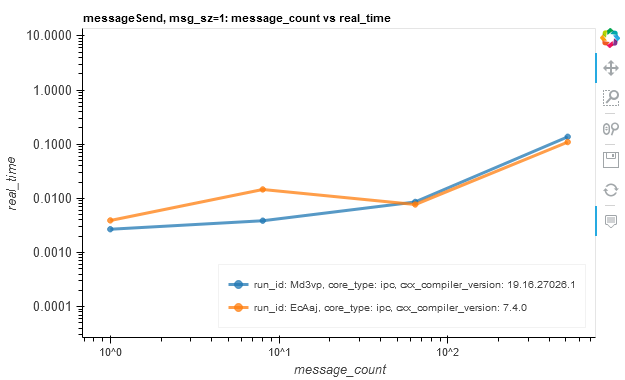 messageSend, msg_sz=1: message_count vs real_time
10.0000
1.0000
0.1000
0.0100
0.0010
0.0001
real_time
run_id: Md3vp, core_type: ipc, cxx_compiler_version: 19.16.27026.1
run_id: EcAaj, core_type: ipc, cxx_compiler_version: 7.4.0
10^0 10^1 10^2
message_count